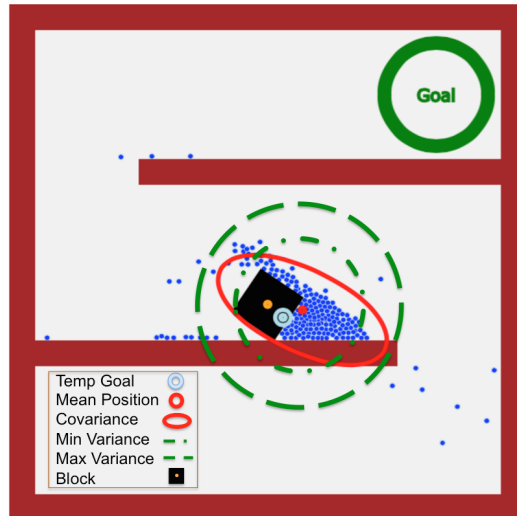 Goal
Temp Goal
Mean Position
Covariance
Min Variance
Max Variance
Block